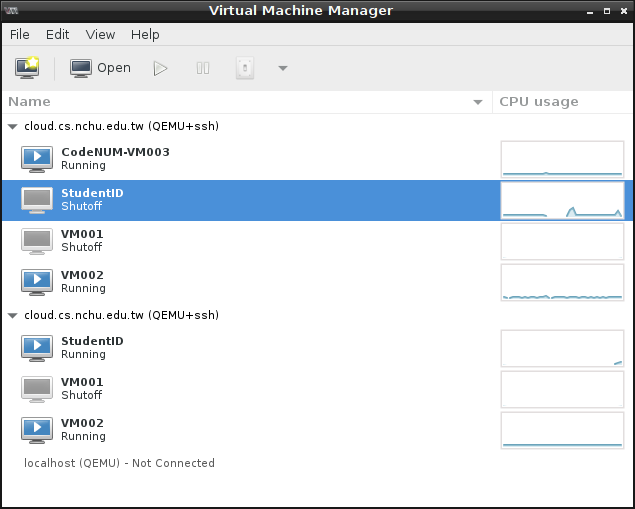 Virtual Machine Manager
File Edit View Help
Open
Name CPU usage
cloud.cs.nchu.edu.tw (QEMU+ssh)
CodeNUM-VM003
Running
StudentID
Shutoff
VM001
Shutoff
VM002
Running
cloud.cs.nchu.edu.tw (QEMU+ssh)
StudentID
Running
VM001
Shutoff
VM002
Running
localhost (QEMU) - Not Connected